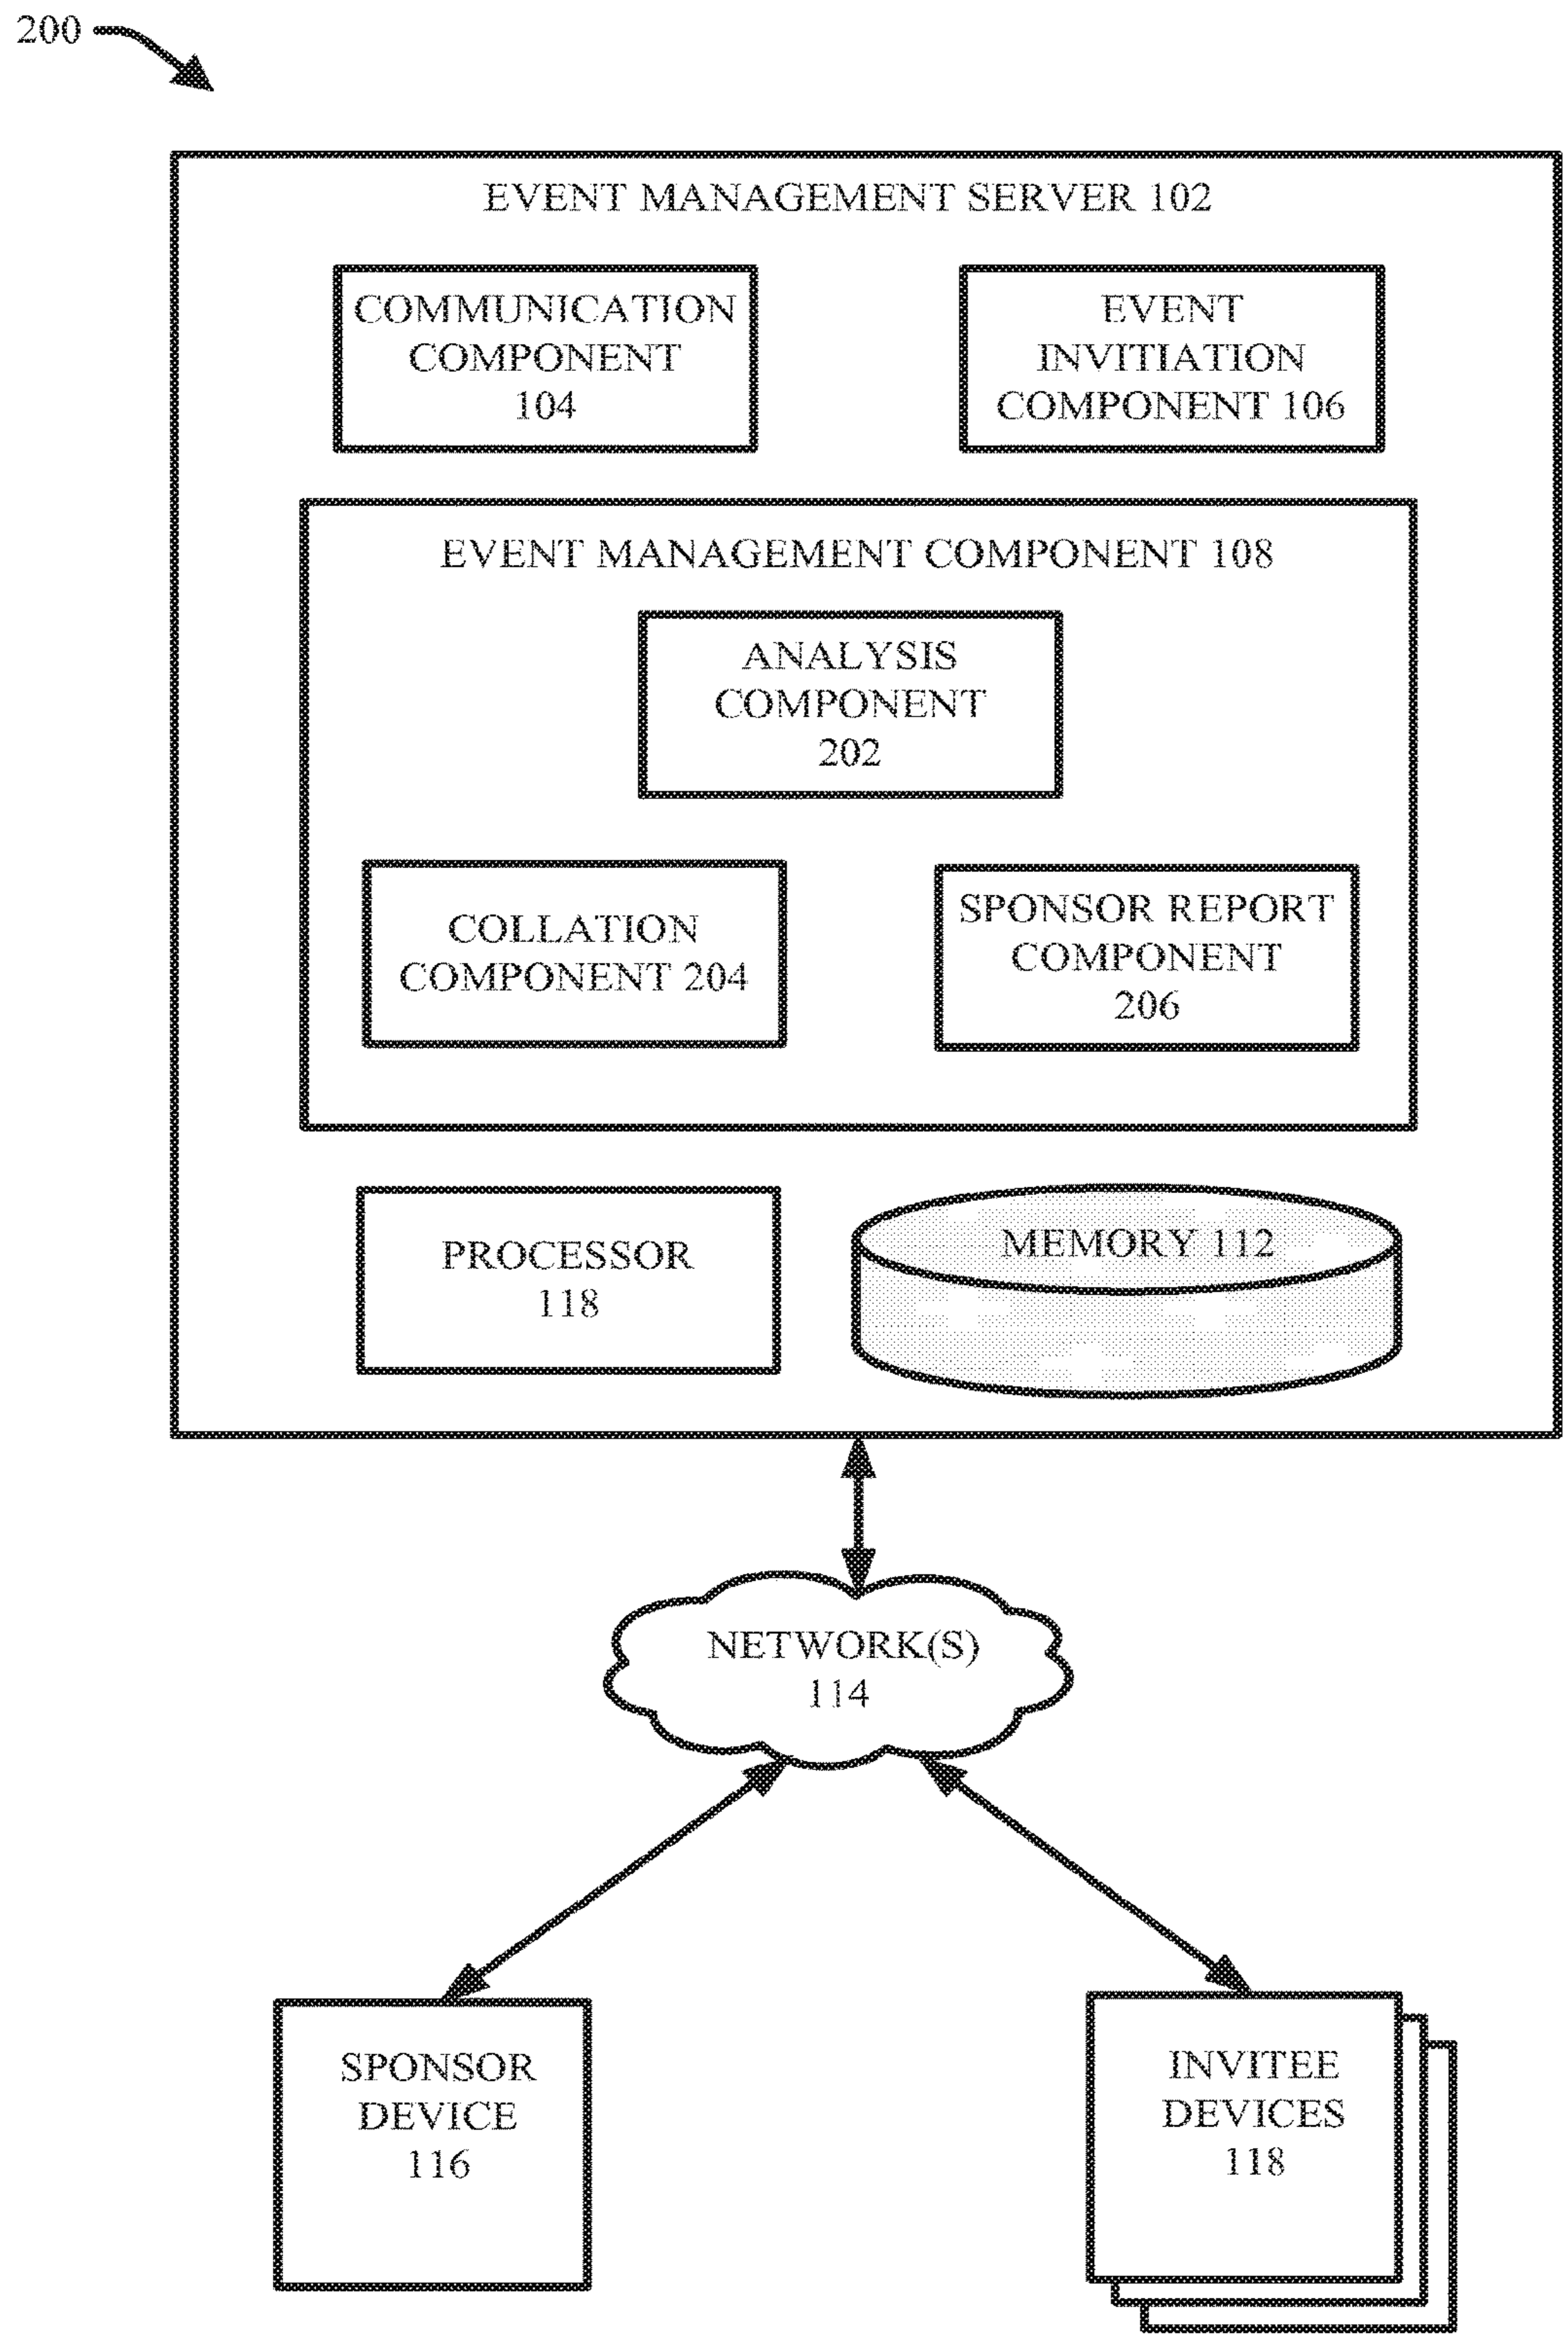 200
EVENT MANAGEMENT SERVER 102
COMMUNICATION
COMPONENT
104
EVENT
INVITIATION
COMPONENT 106
EVENT MANAGEMENT COMPONENT 108
ANALYSIS
COMPONENT
202
COLLATION
COMPONENT 204
SPONSOR REPORT
COMPONENT
206
PROCESSOR
118
MEMORY 112
NETWORK(S)
114
SPONSOR
DEVICE
116
INVITEE
DEVICES
118